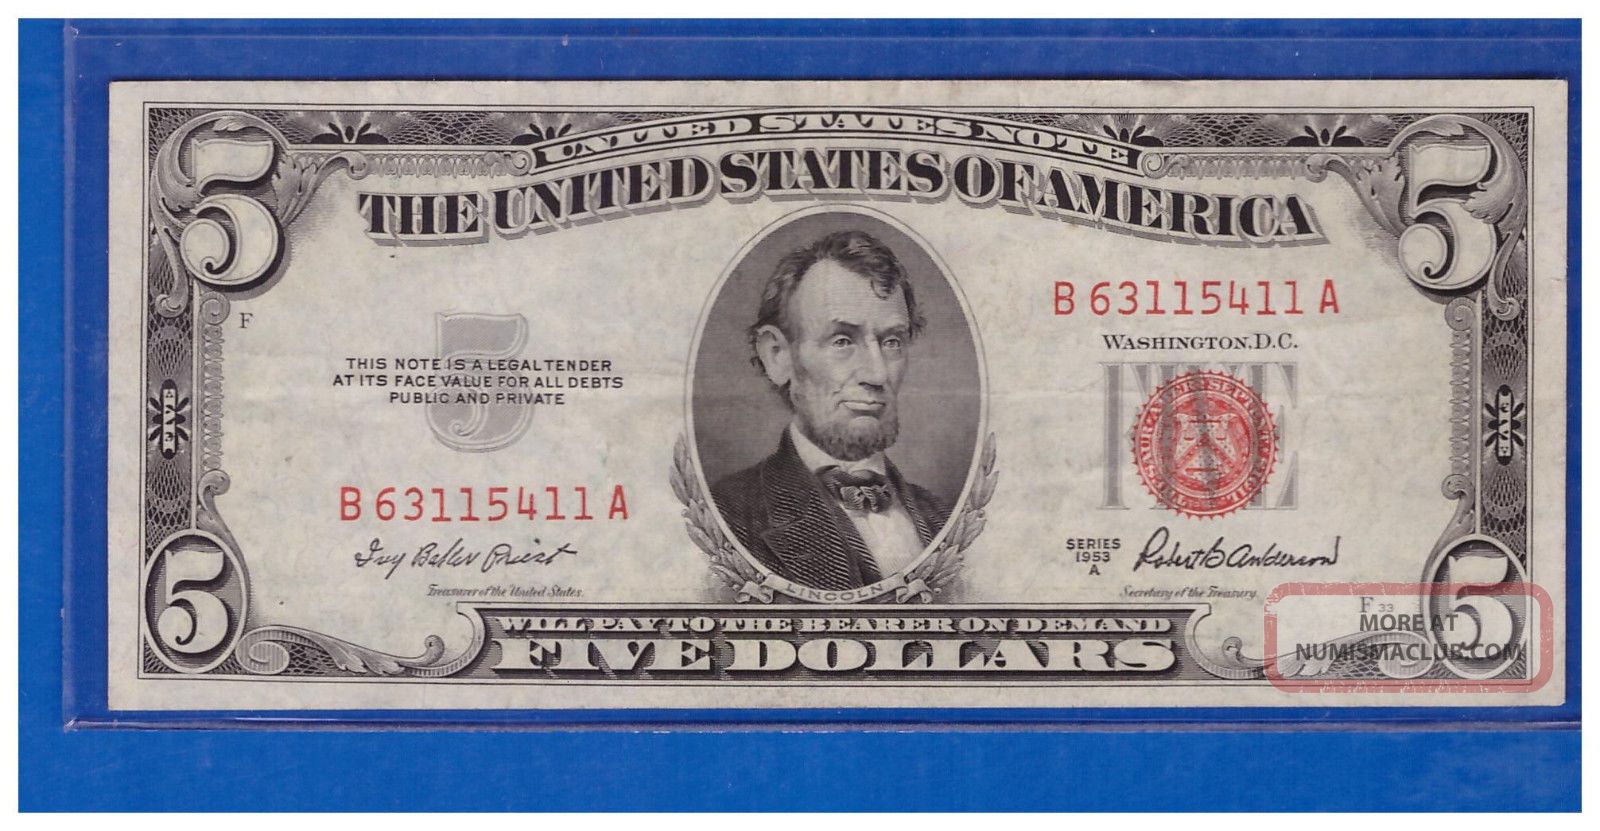 5 UNITED STATES NOTE 5
THE UNITED STATES OF AMERICA
B 63115411 A
F
WASHINGTON, D.C.
THIS NOTE IS A LEGAL TENDER
AT ITS FACE VALUE FOR ALL DEBTS
PUBLIC AND PRIVATE
5
FIVE
FIVE
FIVE
B 63115411 A
Ivy Baker Priest
Treasurer of the United States.
SERIES
1953
A
Robert B. Anderson
Secretary of the Treasury.
LINCOLN
F 33
5
5
WILL PAY TO THE BEARER ON DEMAND
FIVE DOLLARS
MORE AT
NUMISMACLUB.COM